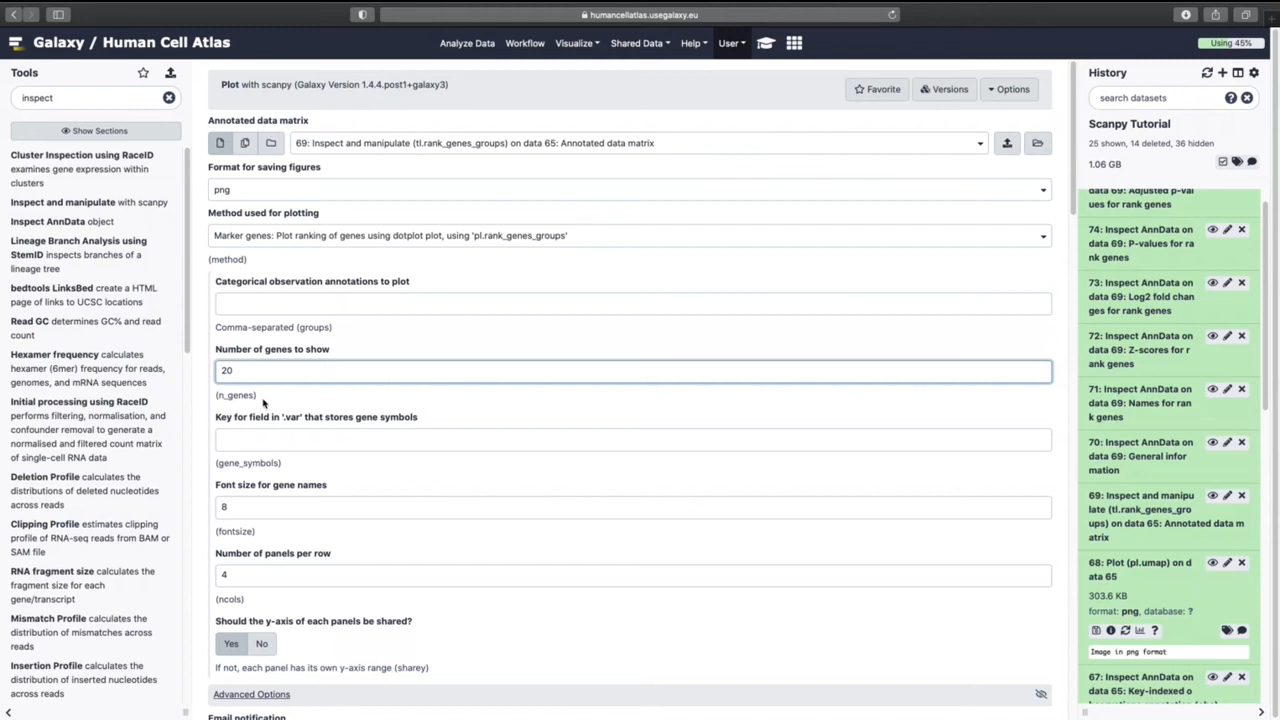 humancellatlas.usegalaxy.eu
Galaxy / Human Cell Atlas
Analyze Data Workflow Visualize Shared Data Help User
Using 45%
Tools
inspect
Show Sections
Cluster Inspection using RaceID
examines gene expression within
clusters
Inspect and manipulate with scanpy
Inspect AnnData object
Lineage Branch Analysis using
StemID inspects branches of a
lineage tree
bedtools LinksBed create a HTML
page of links to UCSC locations
Read GC determines GC% and read
count
Hexamer frequency calculates
hexamer (6mer) frequency for reads,
genomes, and mRNA sequences
Initial processing using RaceID
performs filtering, normalisation, and
confounder removal to generate a
normalised and filtered count matrix
of single-cell RNA data
Deletion Profile calculates the
distributions of deleted nucleotides
across reads
Clipping Profile estimates clipping
profile of RNA-seq reads from BAM or
SAM file
RNA fragment size calculates the
fragment size for each
gene/transcript
Mismatch Profile calculates the
distribution of mismatches across
reads
Insertion Profile calculates the
distribution of inserted nucleotides
across reads
Plot with scanpy (Galaxy Version 1.4.4.post1+galaxy3)
Favorite Versions Options
Annotated data matrix
69: Inspect and manipulate (tl.rank_genes_groups) on data 65: Annotated data matrix
Format for saving figures
png
Method used for plotting
Marker genes: Plot ranking of genes using dotplot plot, using 'pl.rank_genes_groups'
(method)
Categorical observation annotations to plot
Comma-separated (groups)
Number of genes to show
20
(n_genes)
Key for field in '.var' that stores gene symbols
(gene_symbols)
Font size for gene names
8
(fontsize)
Number of panels per row
4
(ncols)
Should the y-axis of each panels be shared?
Yes No
If not, each panel has its own y-axis range (sharey)
Advanced Options
Email notification
History
search datasets
Scanpy Tutorial
25 shown, 14 deleted, 36 hidden
1.06 GB
data 69: Adjusted p-val
ues for rank genes
74: Inspect AnnData on
data 69: P-values for ra
nk genes
73: Inspect AnnData on
data 69: Log2 fold chan
ges for rank genes
72: Inspect AnnData on
data 69: Z-scores for r
ank genes
71: Inspect AnnData on
data 69: Names for ran
k genes
70: Inspect AnnData on
data 69: General infor
mation
69: Inspect and manipu
late (tl.rank_genes_gro
ups) on data 65: Annotated data m
atrix
68: Plot (pl.umap) on d
ata 65
303.6 KB
format: png, database: ?
Image in png format
67: Inspect AnnData on
data 65: Key-indexed o